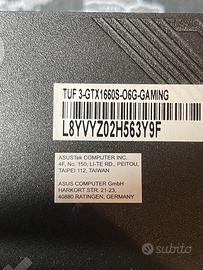 TUF 3-GTX1660S-O6G-GAMING
L8YVYZ02H563Y9F
ASUSTek COMPUTER INC.
4F, No. 150, LI-TE RD., PEITOU,
TAIPEI 112, TAIWAN
ASUS COMPUTER GmbH
HARKORT STR. 21-23,
40880 RATINGEN, GERMANY
subito